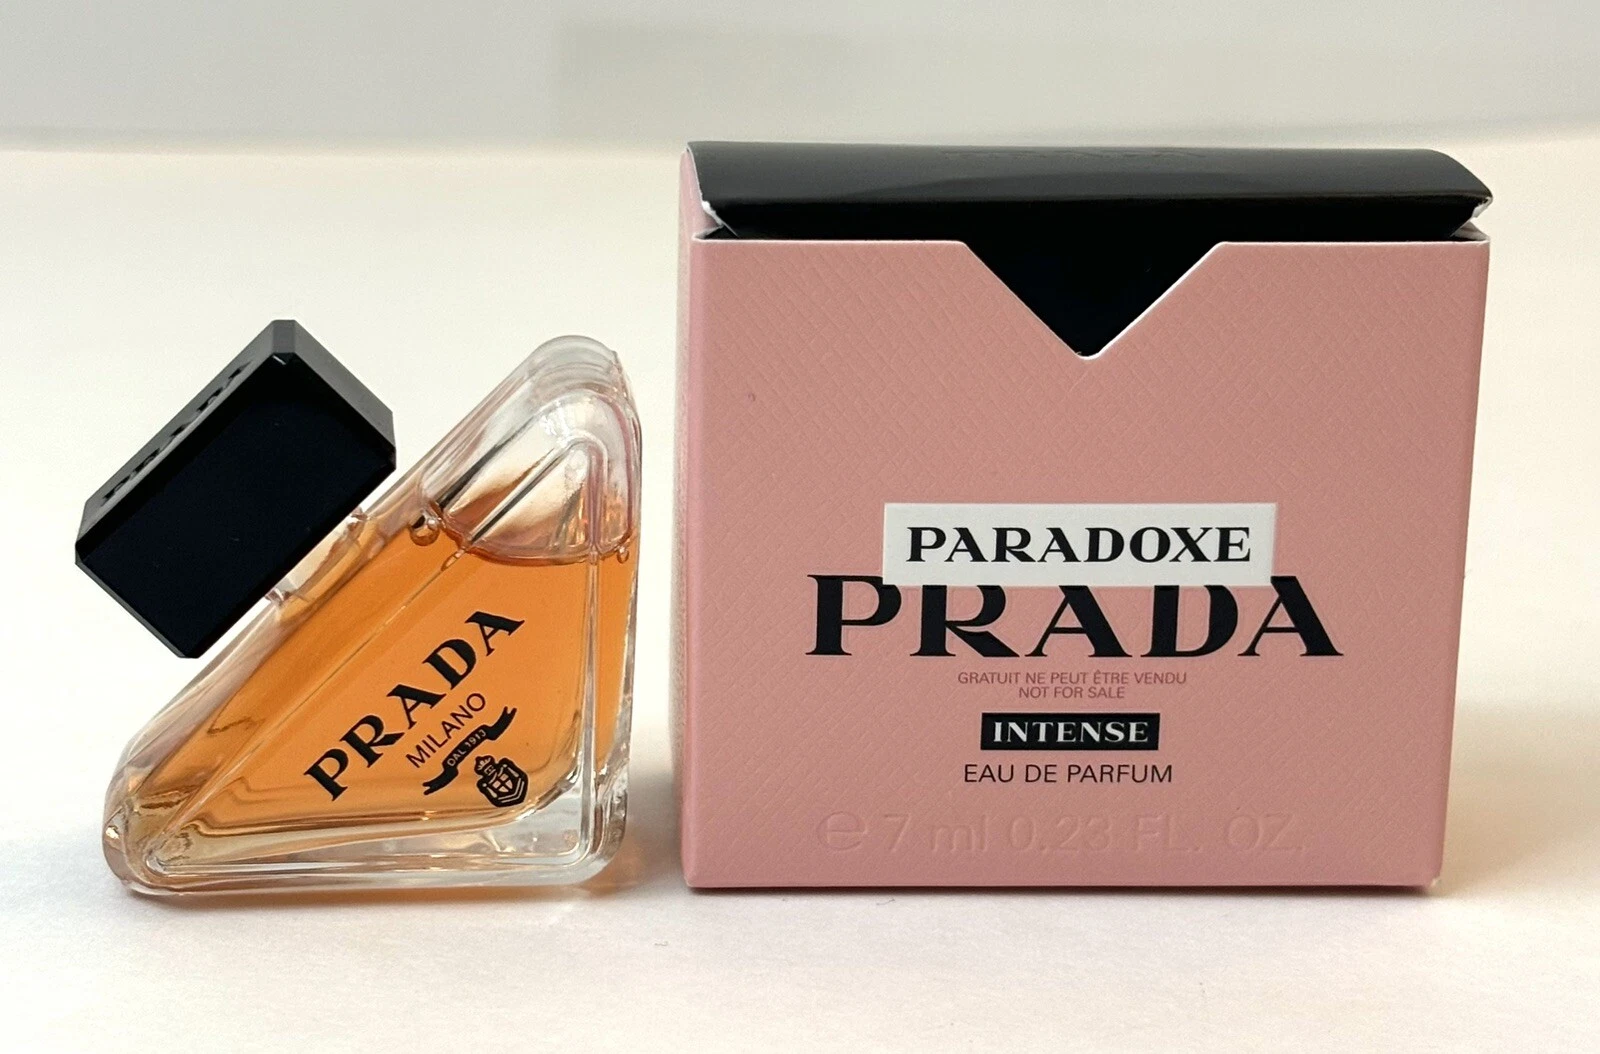 PRADA
PRADA
MILANO
DAL 1913
PARADOXE
PRADA
GRATUIT NE PEUT ÊTRE VENDU
NOT FOR SALE
INTENSE
EAU DE PARFUM
℮ 7 ml 0.23 FL. OZ.